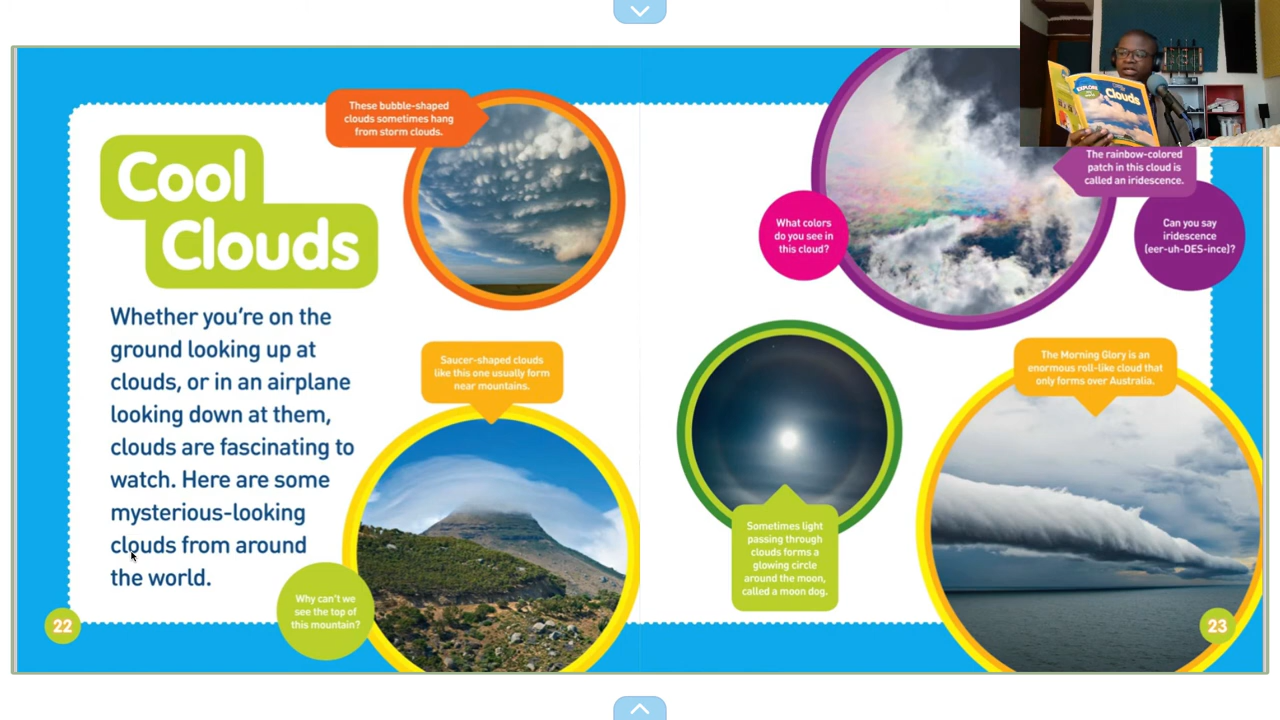 Cool
Clouds
Whether you're on the
ground looking up at
clouds, or in an airplane
looking down at them,
clouds are fascinating to
watch. Here are some
mysterious-looking
clouds from around
the world.
22
These bubble-shaped
clouds sometimes hang
from storm clouds.
Saucer-shaped clouds
like this one usually form
near mountains.
Why can't we
see the top of
this mountain?
What colors
do you see in
this cloud?
The rainbow-colored
patch in this cloud is
called an iridescence.
Can you say
iridescence
(eer-uh-DES-ince)?
Sometimes light
passing through
clouds forms a
glowing circle
around the moon,
called a moon dog.
The Morning Glory is an
enormous roll-like cloud that
only forms over Australia.
23
EXPLORE
Clouds